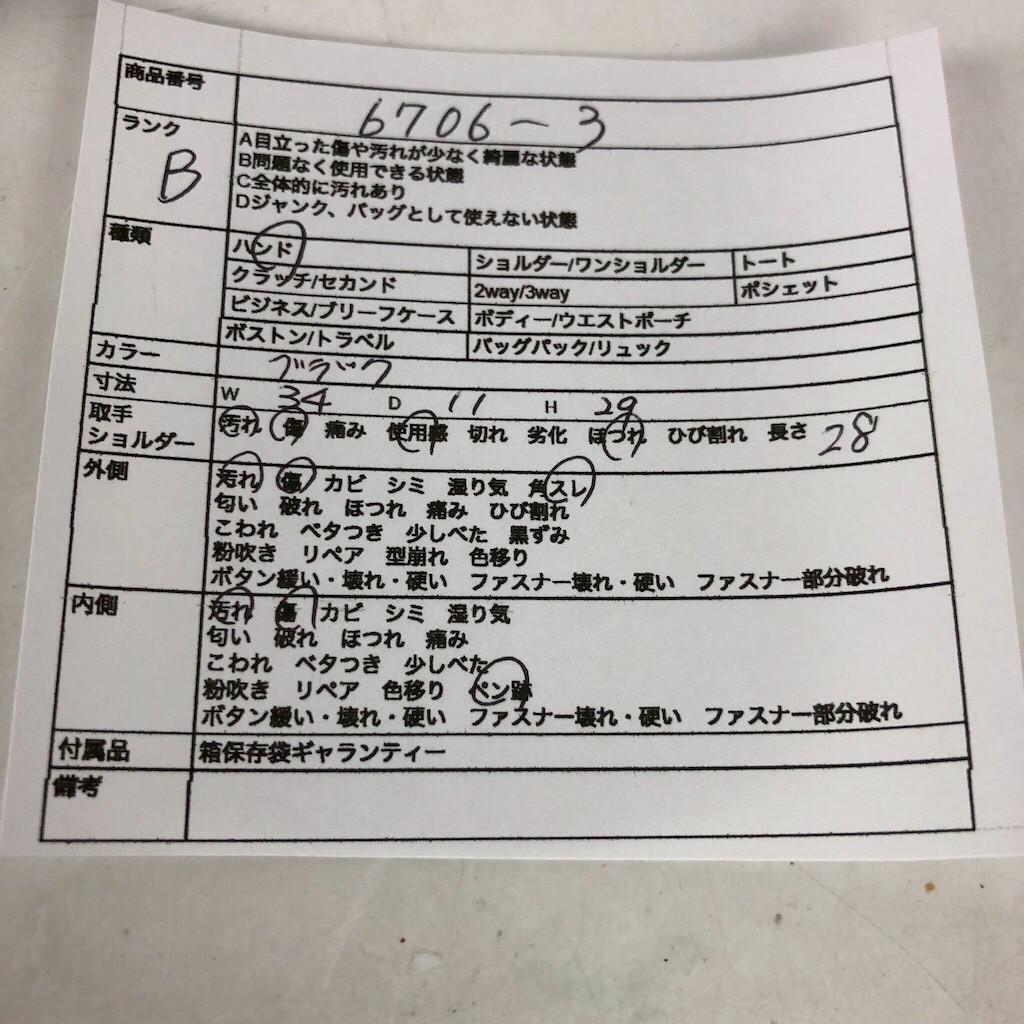 商品番号 6706-3
ランク B
A目立った傷や汚れが少なく綺麗な状態
B問題なく使用できる状態
C全体的に汚れあり
Dジャンク、バッグとして使えない状態
種類 ハンド ショルダー/ワンショルダー トート
クラッチ/セカンド 2way/3way ポシェット
ビジネス/ブリーフケース ボディー/ウエストポーチ
ボストン/トラベル バッグパック/リュック
カラー ブラック
寸法 W 34 D 11 H 29
取手
ショルダー 汚れ 傷 痛み 使用感 切れ 劣化 ほつれ ひび割れ 長さ 28
外側 汚れ 傷 カビ シミ 湿り気 角スレ
匂い 破れ ほつれ 痛み ひび割れ
こわれ ベタつき 少しべた 黒ずみ
粉吹き リペア 型崩れ 色移り
ボタン緩い・壊れ・硬い ファスナー壊れ・硬い ファスナー部分破れ
内側 汚れ 傷 カビ シミ 湿り気
匂い 破れ ほつれ 痛み
こわれ ベタつき 少しべた
粉吹き リペア 色移り ペン跡
ボタン緩い・壊れ・硬い ファスナー壊れ・硬い ファスナー部分破れ
付属品 箱保存袋ギャランティー
備考